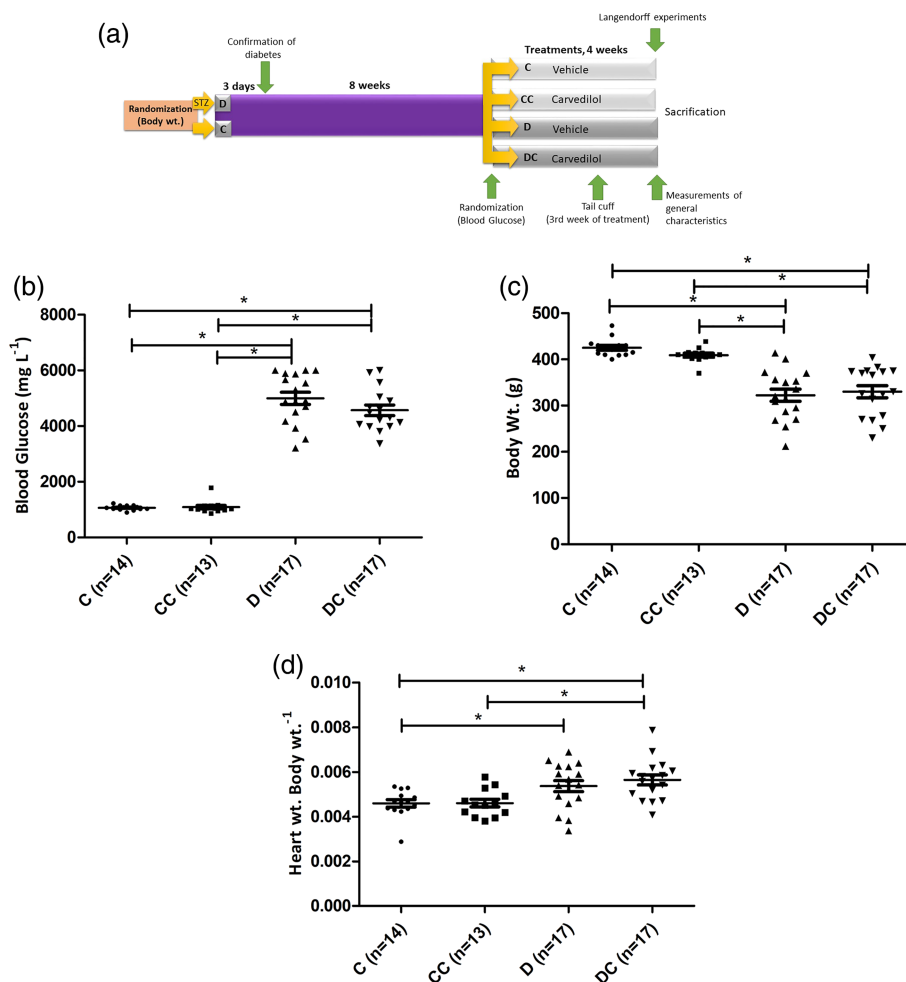 (a)
Langendorff experiments
Confirmation of
diabetes
Treatments, 4 weeks
3 days
8 weeks
C
Vehicle
Randomization
(Body wt.)
STZ
D
C
CC
Carvedilol
Sacrification
D
Vehicle
DC
Carvedilol
Randomization
(Blood Glucose)
Tail cuff
(3rd week of treatment)
Measurements of
general
characteristics
(b)
Blood Glucose (mg L⁻¹)
8000
6000
4000
2000
0
*
*
*
*
C (n=14)
CC (n=13)
D (n=17)
DC (n=17)
(c)
Body Wt. (g)
500
400
300
200
100
0
*
*
*
*
C (n=14)
CC (n=13)
D (n=17)
DC (n=17)
(d)
Heart wt. Body wt.⁻¹
0.010
0.008
0.006
0.004
0.002
0.000
*
*
*
C (n=14)
CC (n=13)
D (n=17)
DC (n=17)